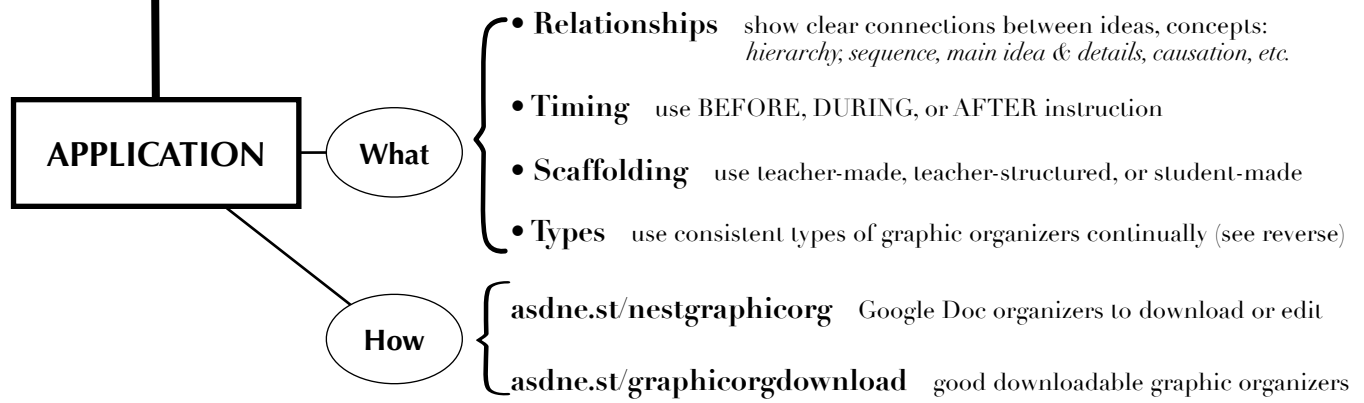 APPLICATION
What
• Relationships show clear connections between ideas, concepts:
hierarchy, sequence, main idea & details, causation, etc.
• Timing use BEFORE, DURING, or AFTER instruction
• Scaffolding use teacher-made, teacher-structured, or student-made
• Types use consistent types of graphic organizers continually (see reverse)
How
asdne.st/nestgraphicorg Google Doc organizers to download or edit
asdne.st/graphicorgdownload good downloadable graphic organizers